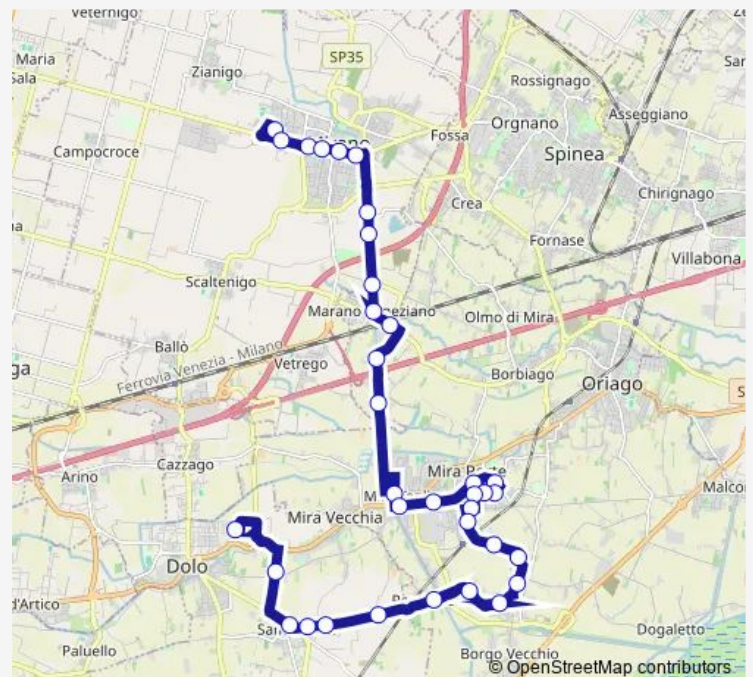 Veternigo
Maria
Sala
Zianigo
SP35
Sar
Rossignago
Asseggiano
Orgnano
Fossa
Campocroce
Spinea
Chirignago
Crea
Fornase
Villabona
Scaltenigo
Marano
Olmo di Mira
Ballò
Ferrovia Venezia - Milano
Vetrego
Borbiago
Oriago
Arino
Cazzago
Malco
Mira Vecchia
Dolo
d'Artico
Dogaletto
Paluello
Borgo Vecchio
© OpenStreetMap contributors